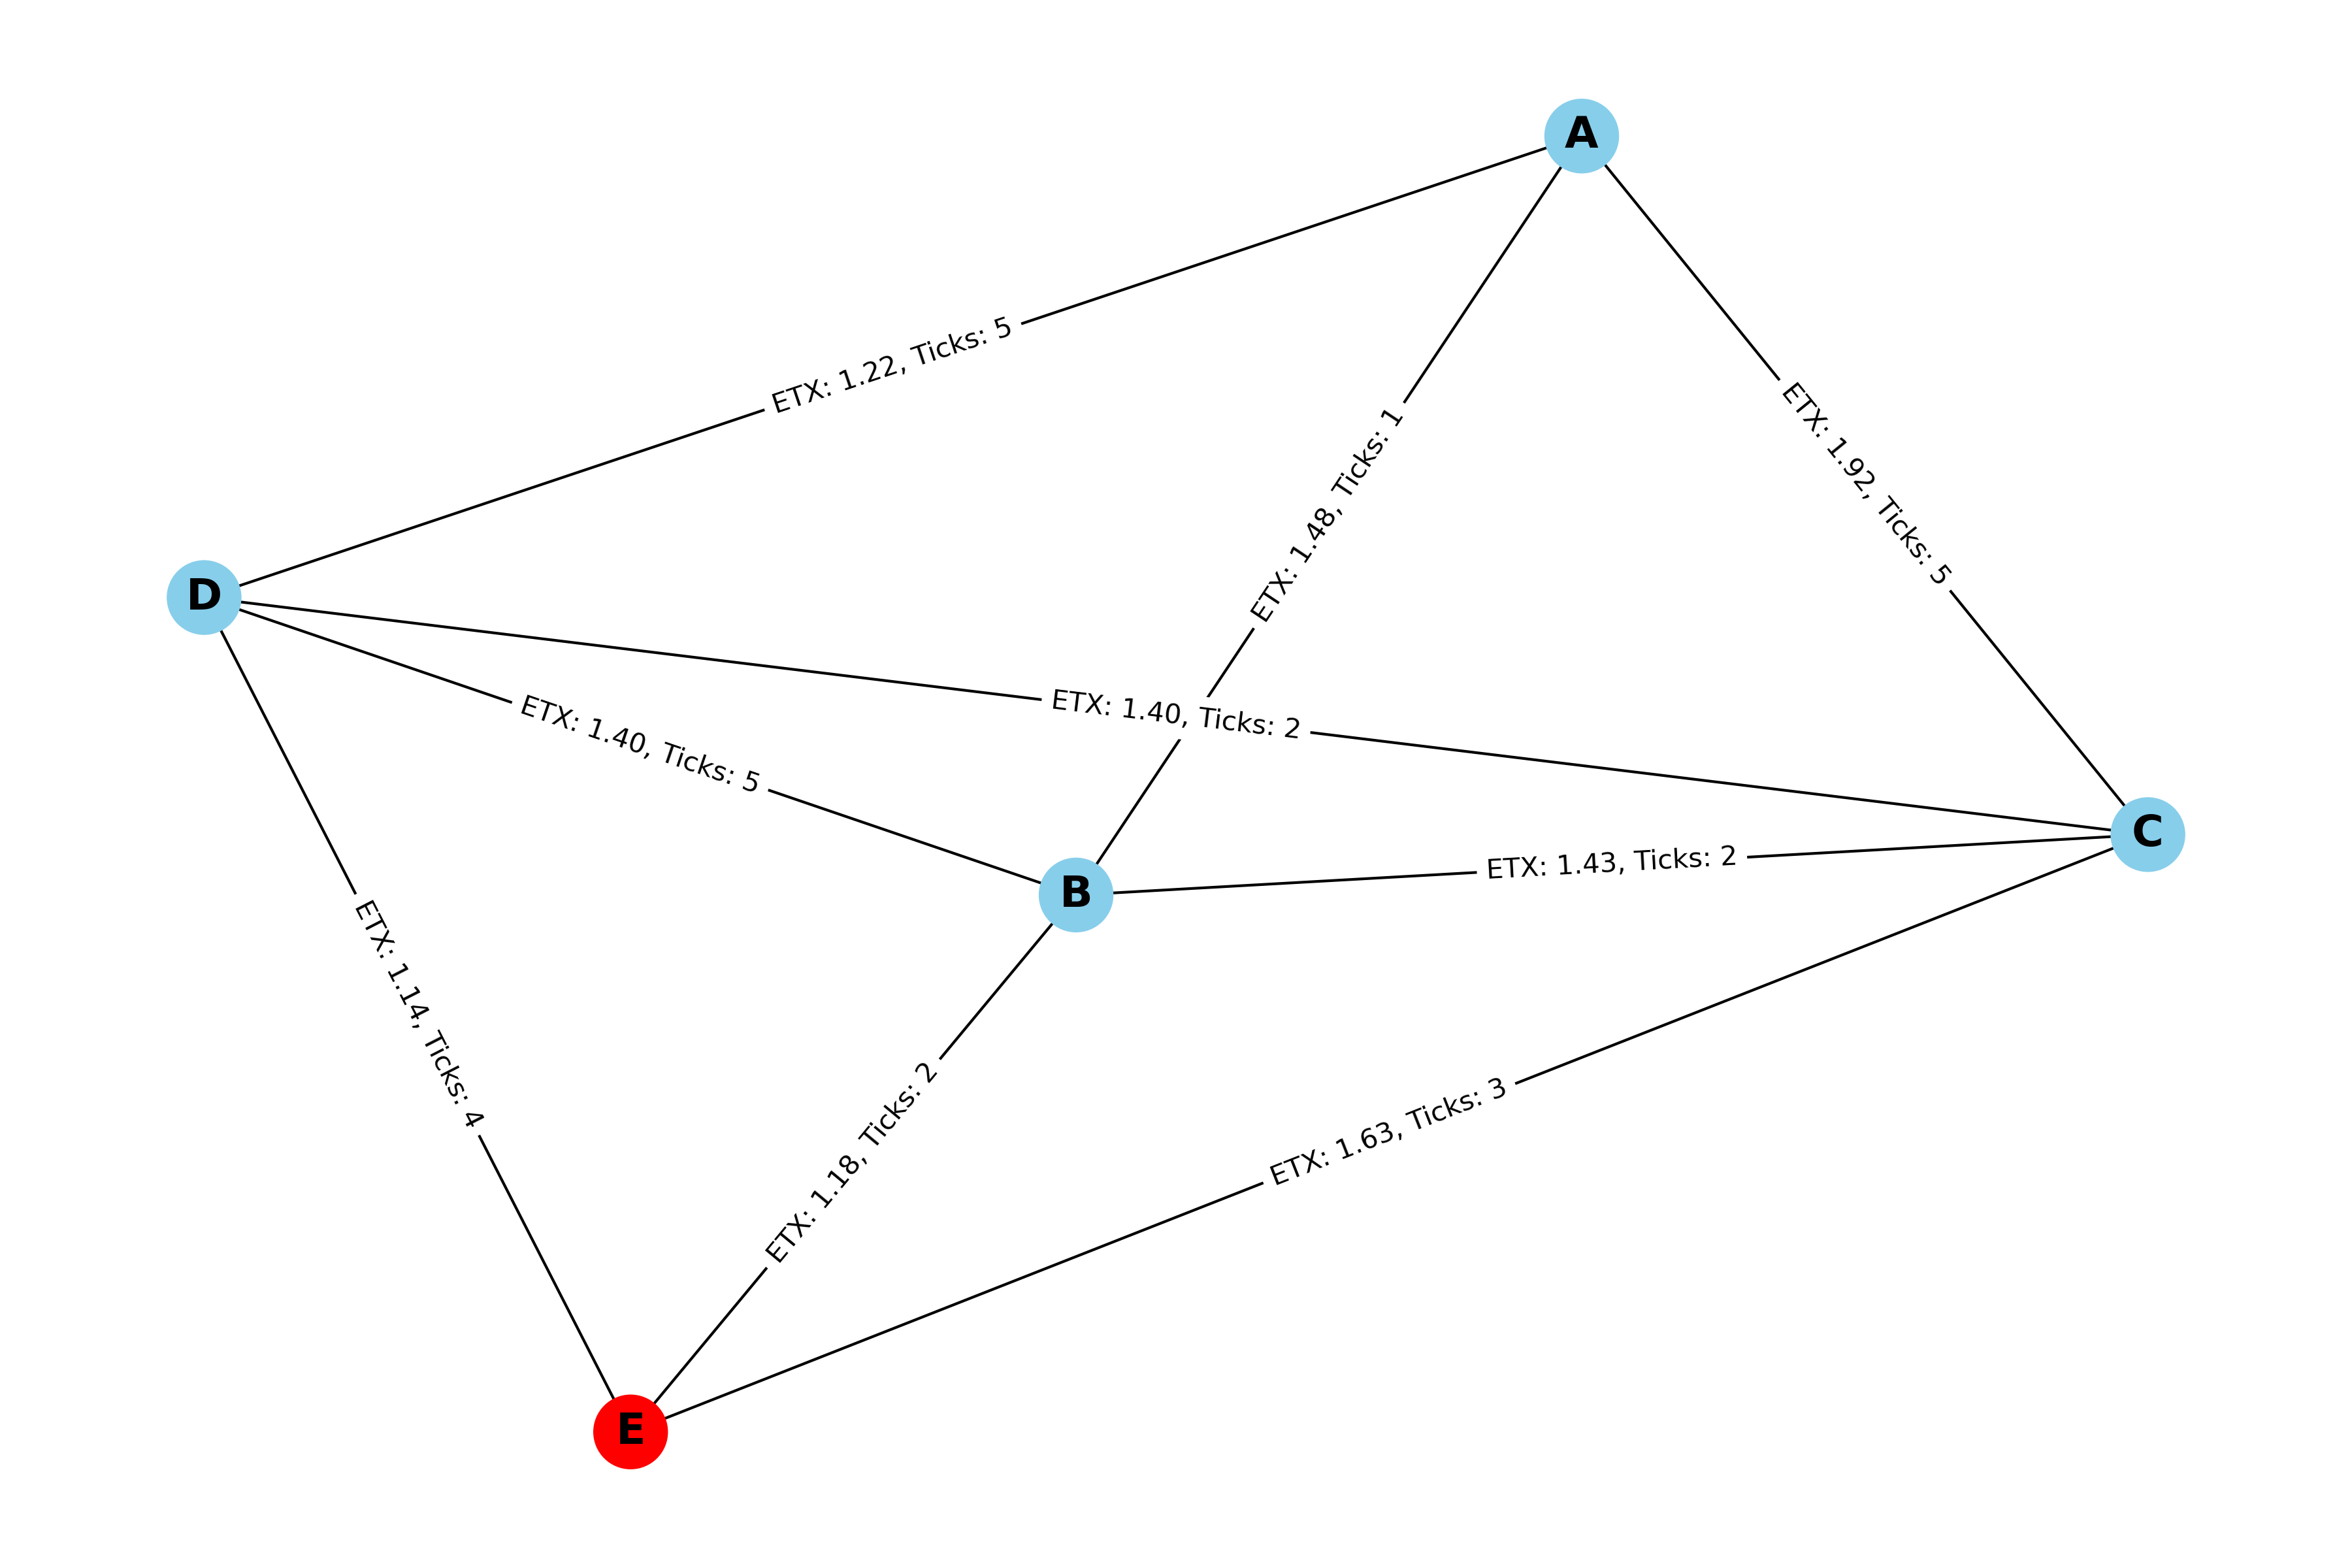 A
ETX: 1.22, Ticks: 5
ETX: 1.48, Ticks: 1
ETX: 1.92, Ticks: 5
D
ETX: 1.40, Ticks: 2
ETX: 1.40, Ticks: 5
C
ETX: 1.43, Ticks: 2
B
ETX: 1.14, Ticks: 4
ETX: 1.18, Ticks: 2
ETX: 1.63, Ticks: 3
E